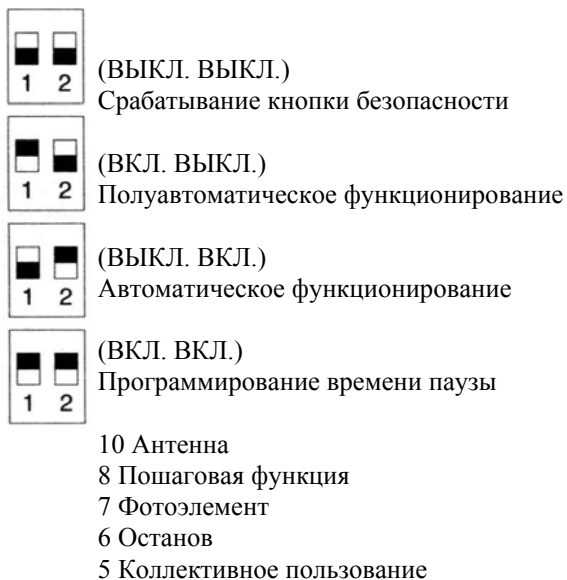 1 2
(ВЫКЛ. ВЫКЛ.)
Срабатывание кнопки безопасности
1 2
(ВКЛ. ВЫКЛ.)
Полуавтоматическое функционирование
1 2
(ВЫКЛ. ВКЛ.)
Автоматическое функционирование
1 2
(ВКЛ. ВКЛ.)
Программирование времени паузы
10 Антенна
8 Пошаговая функция
7 Фотоэлемент
6 Останов
5 Коллективное пользование